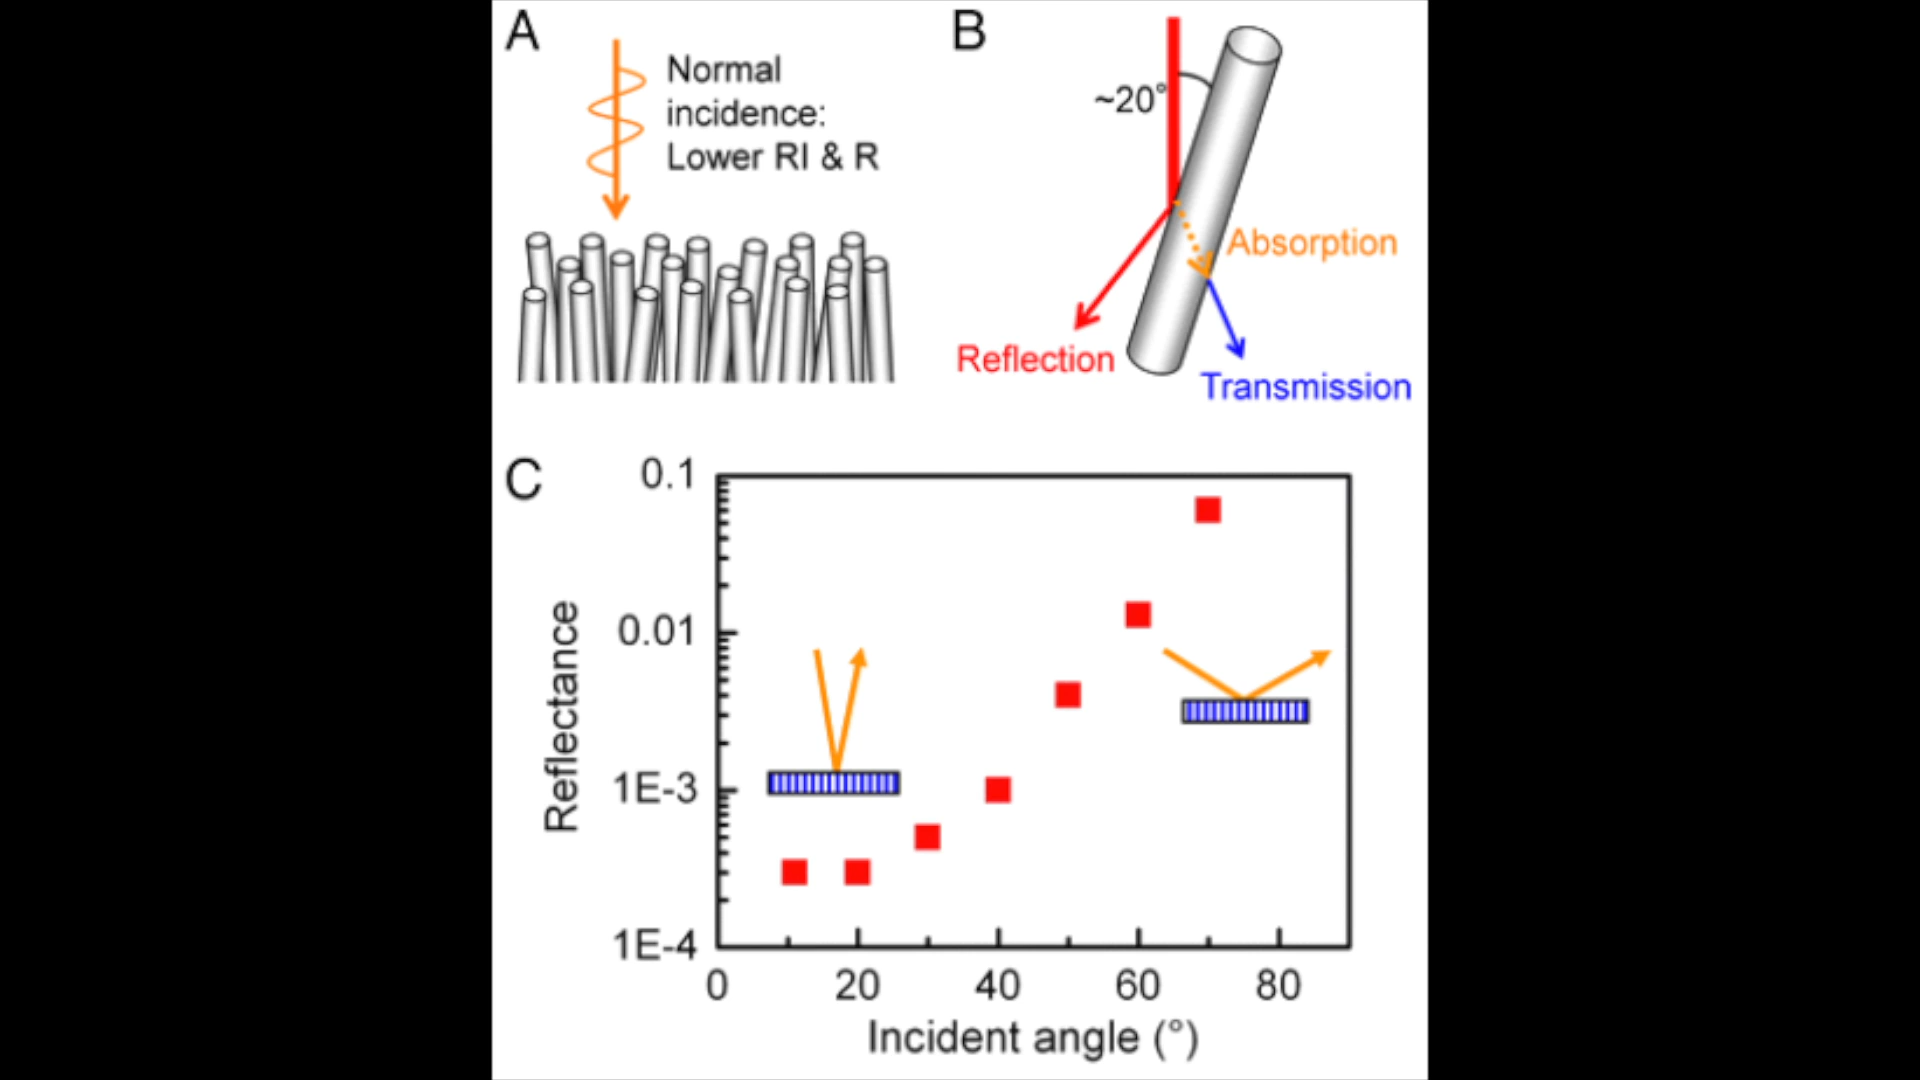 A
Normal
incidence:
Lower RI & R
B
~20°
Absorption
Reflection
Transmission
C
0.1
0.01
1E-3
1E-4
Reflectance
0 20 40 60 80
Incident angle (°)